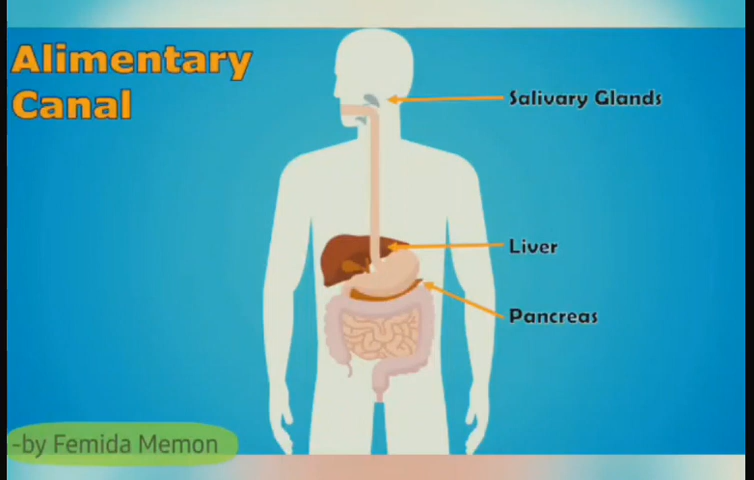 Alimentary
Canal
Salivary Glands
Liver
Pancreas
-by Femida Memon